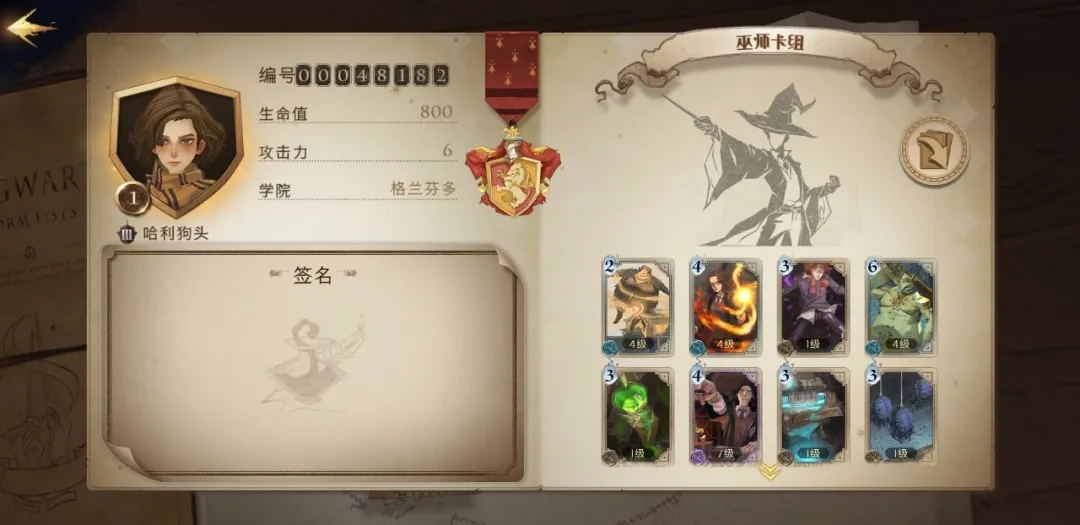 编号00048182
生命值 800
攻击力 6
学院 格兰芬多
1
哈利狗头
签名
巫师卡组
2 4 3 6
4级 4级 1级 4级
3 4 3 3
1级 7级 1级 1级